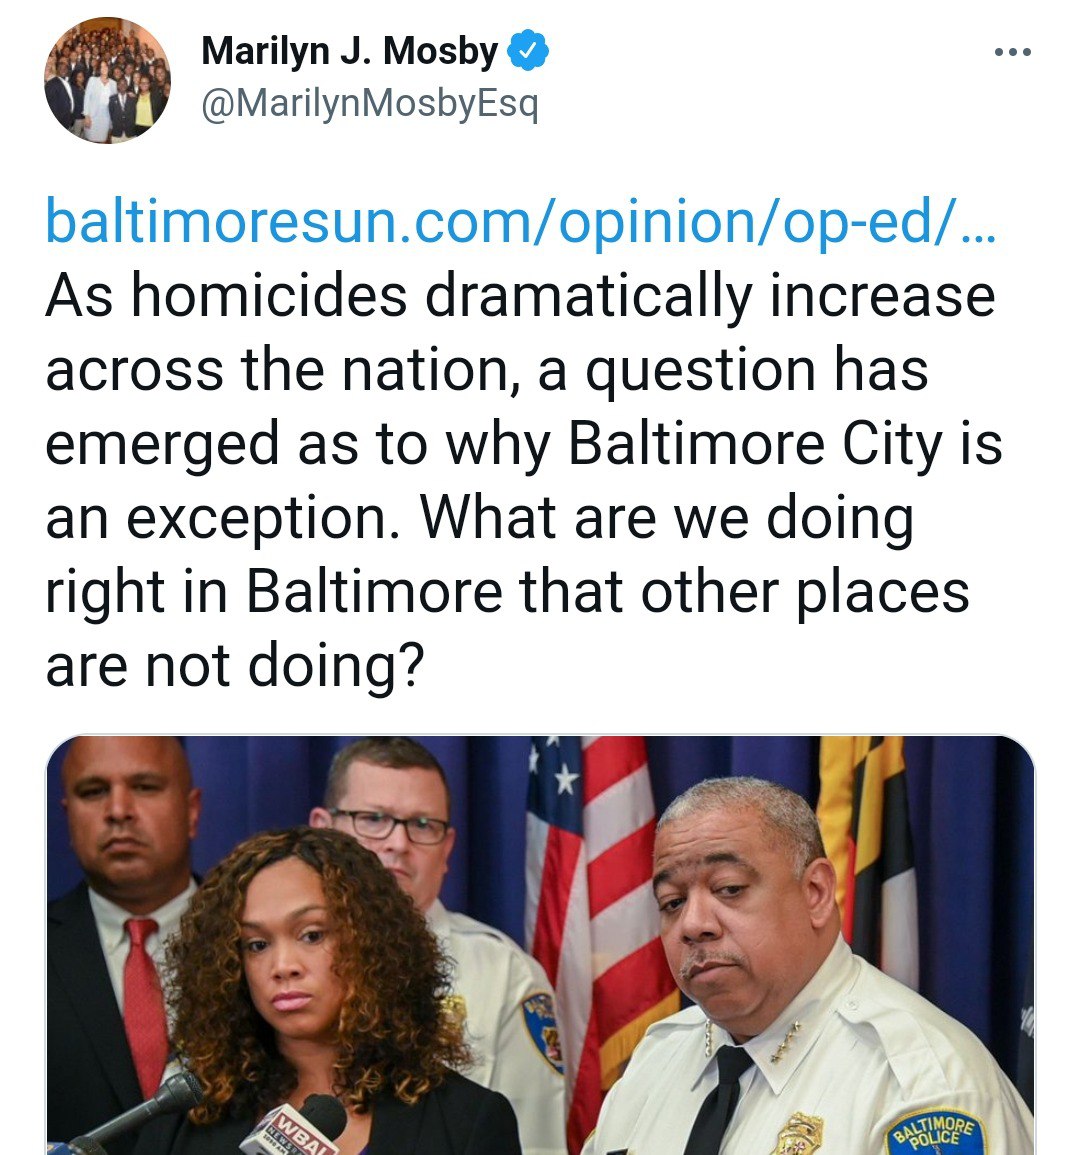 Marilyn J. Mosby
@MarilynMosbyEsq
baltimoresun.com/opinion/op-ed/...
As homicides dramatically increase
across the nation, a question has
emerged as to why Baltimore City is
an exception. What are we doing
right in Baltimore that other places
are not doing?
WBAL
BALTIMORE
POLICE